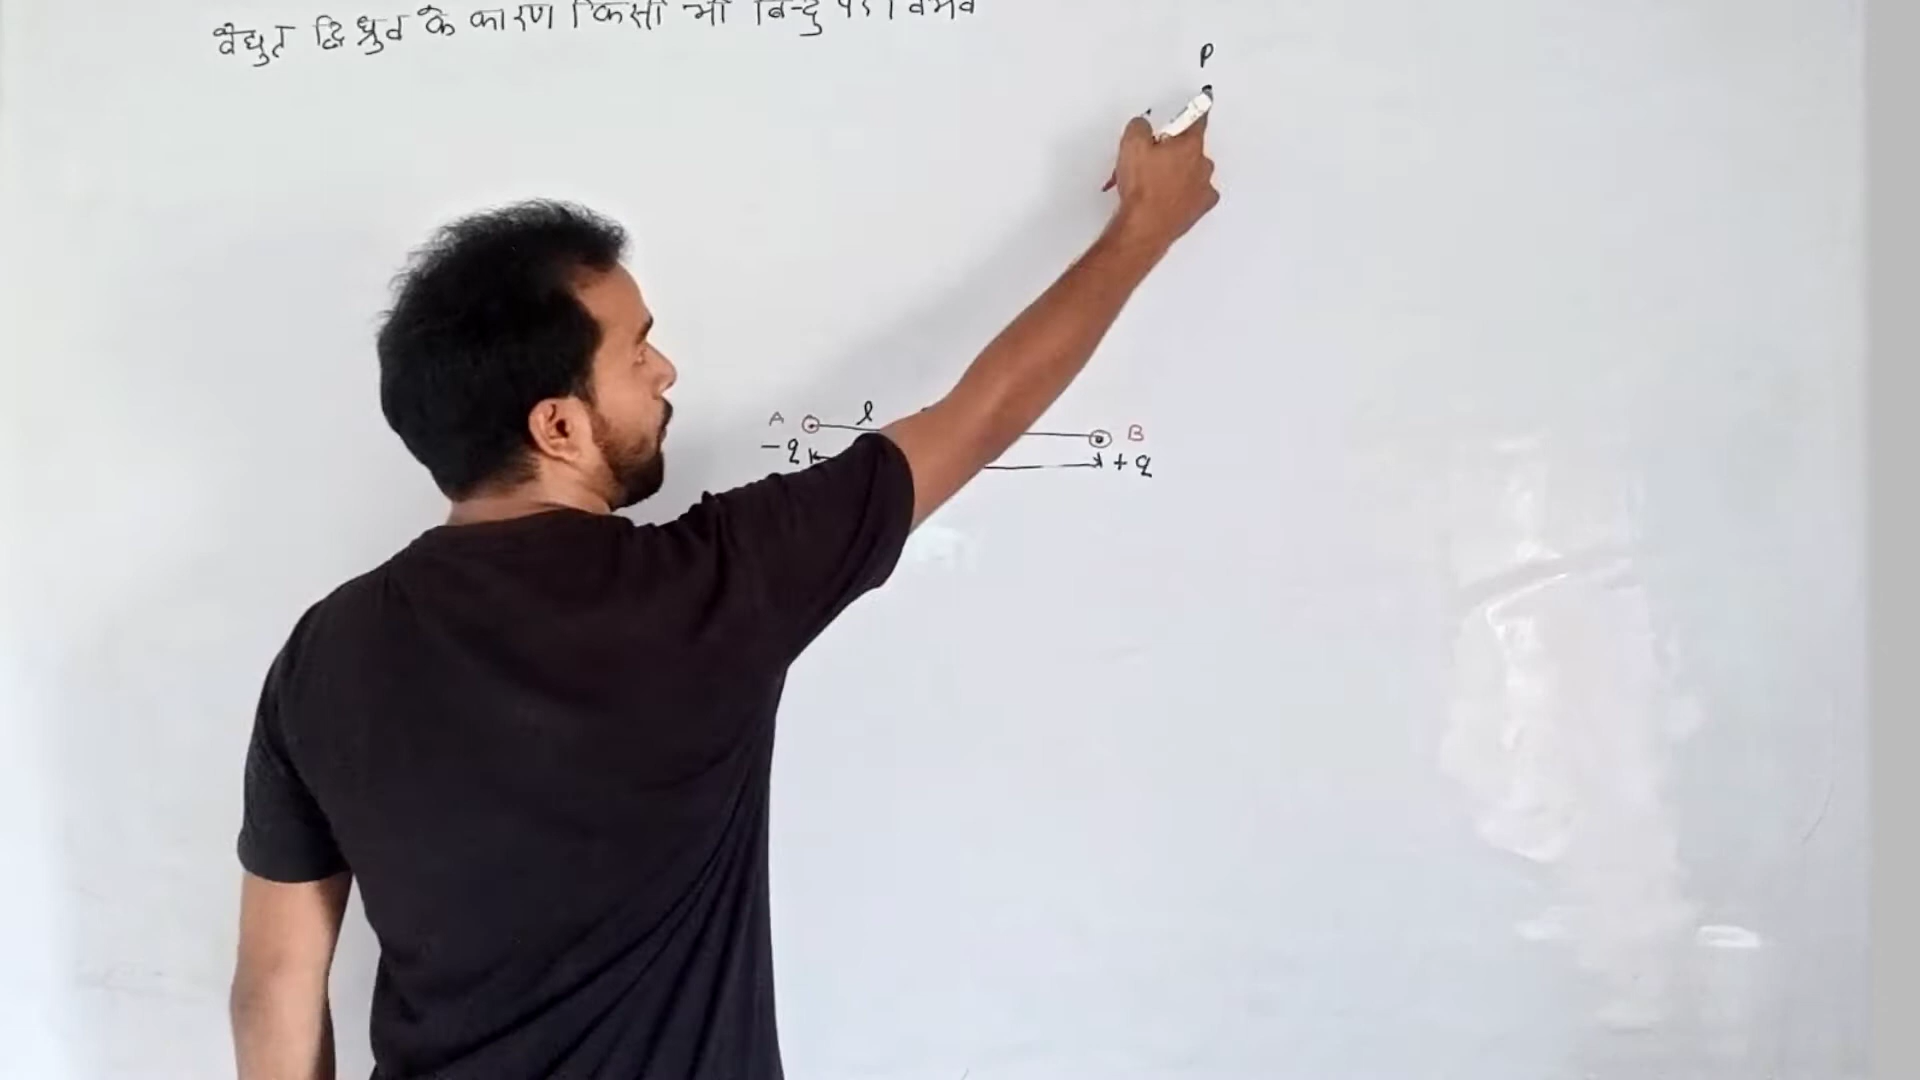 वैधुत द्विध्रुव के कारण किसी भी बिन्दु पर विभव
P
A l B
-q +q